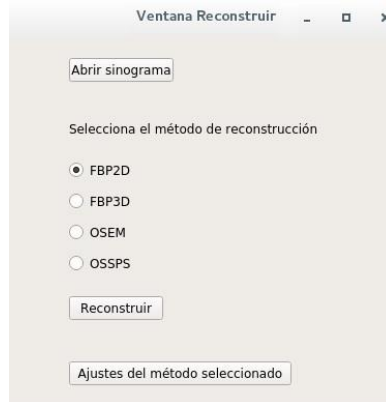 Ventana Reconstruir
Abrir sinograma
Selecciona el método de reconstrucción
FBP2D
FBP3D
OSEM
OSSPS
Reconstruir
Ajustes del método seleccionado